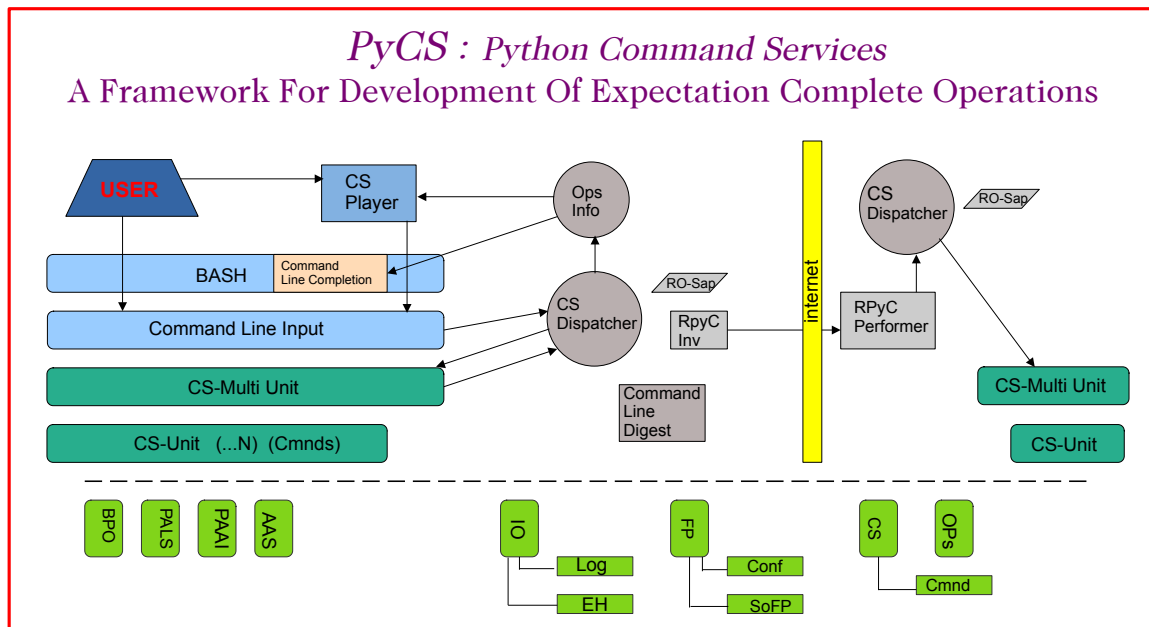 PyCS : Python Command Services
A Framework For Development Of Expectation Complete Operations
USER
CS
Player
Ops
Info
BASH
Command
Line Completion
Command Line Input
CS
Dispatcher
CS-Multi Unit
CS-Unit (...N) (Cmnds)
RO-Sap
RpyC
Inv
Command
Line
Digest
internet
CS
Dispatcher
RO-Sap
RPyC
Performer
CS-Multi Unit
CS-Unit
BPO
PALS
PAAI
AAS
IO
Log
EH
FP
Conf
SoFP
CS
OPs
Cmnd